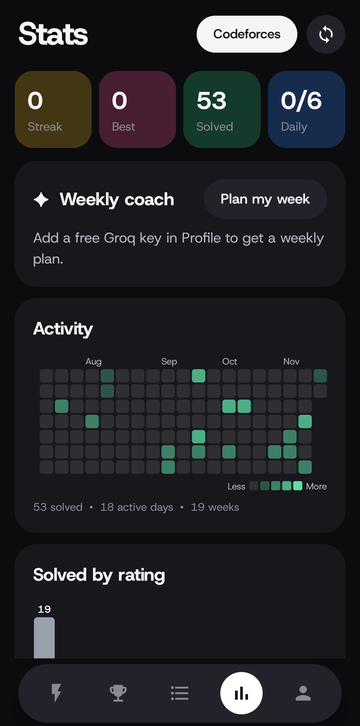 Stats
Codeforces
0
Streak
0
Best
53
Solved
0/6
Daily
Weekly coach
Plan my week
Add a free Groq key in Profile to get a weekly
plan.
Activity
Aug Sep Oct Nov
Less More
53 solved • 18 active days • 19 weeks
Solved by rating
19